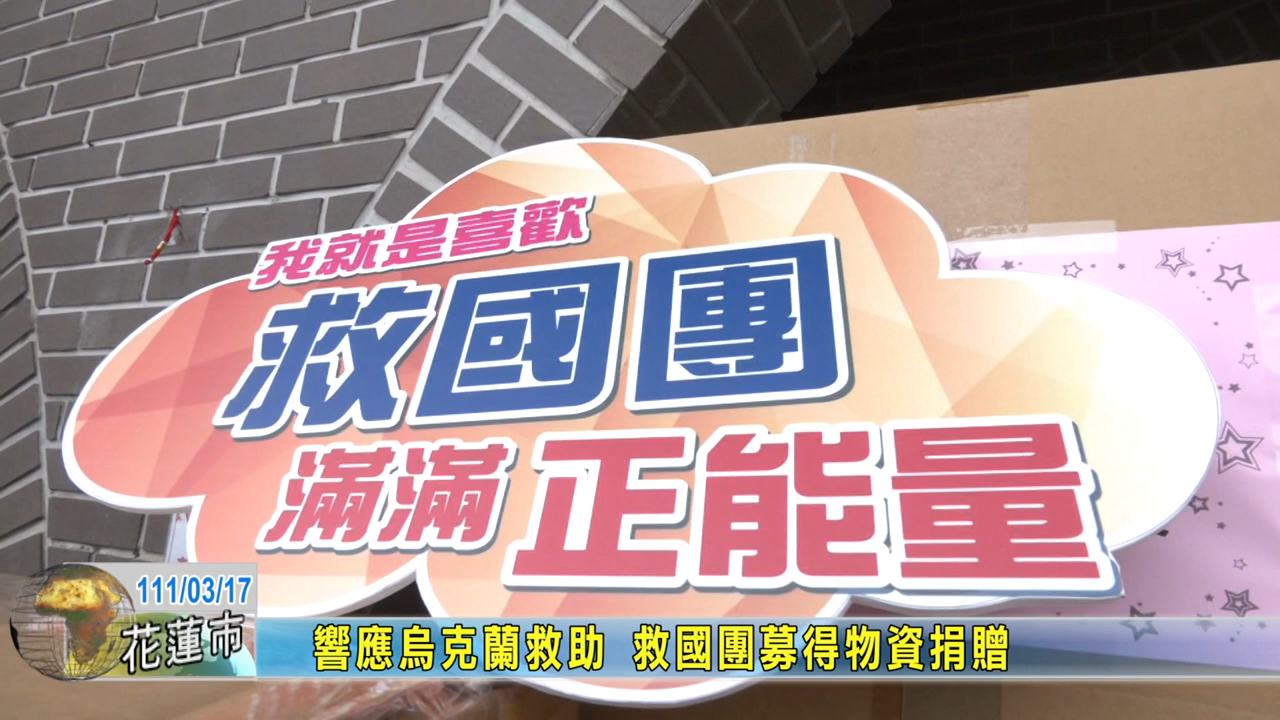 我就是喜歡
救國團
滿滿正能量
111/03/17
花蓮市
響應烏克蘭救助 救國團募得物資捐贈